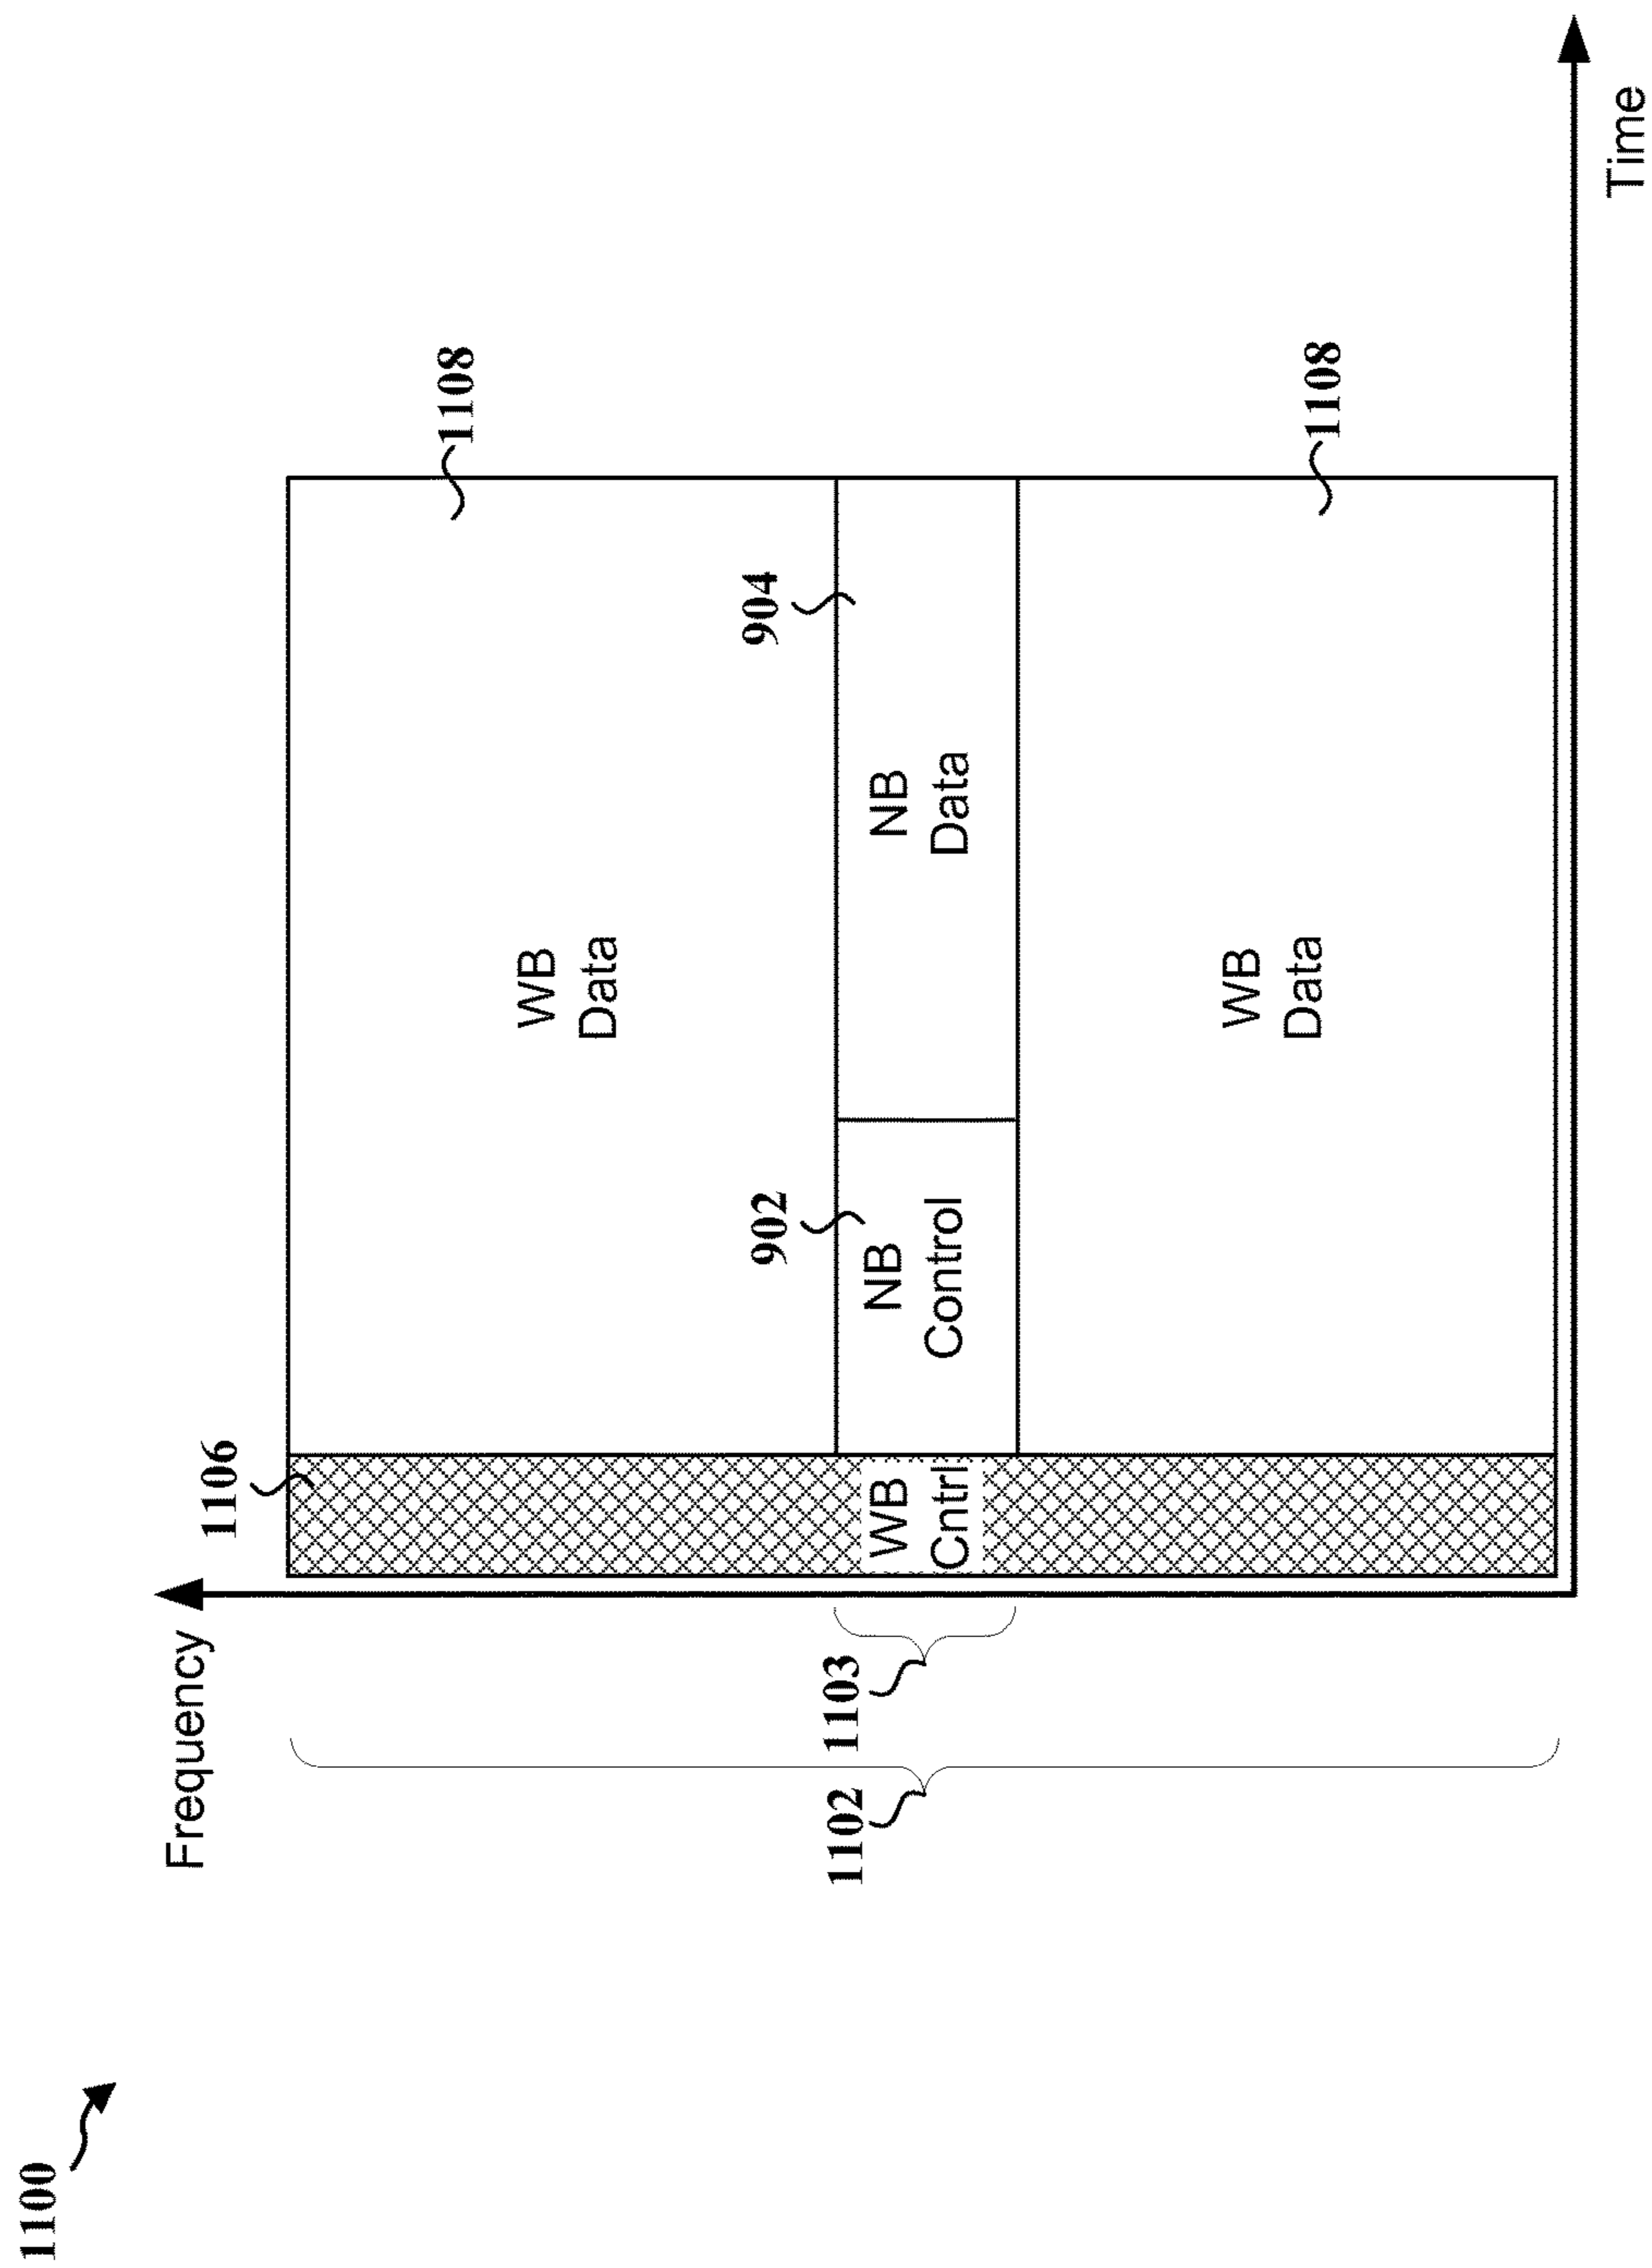 1100
Frequency
1102
1103
1106
WB
Cntrl
WB
Data
1108
902
NB
Control
904
NB
Data
WB
Data
1108
Time